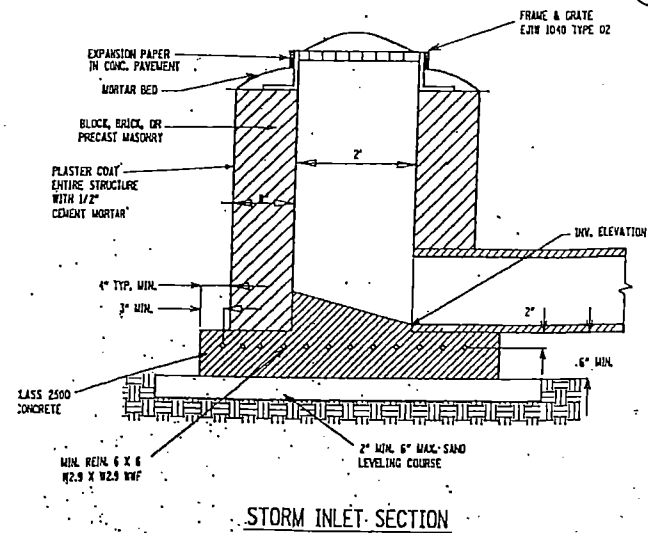 FRAME & GRATE
EJIW 1040 TYPE 02
EXPANSION PAPER
IN CONC. PAVEMENT
MORTAR BED
BLOCK, BRICK, OR
PRECAST MASONRY
2'
PLASTER COAT
ENTIRE STRUCTURE
WITH 1/2"
CEMENT MORTAR
8"
INV. ELEVATION
4" TYP. MIN.
3" MIN.
2"
6" MIN.
CLASS 2500
CONCRETE
MIN. REIN. 6 X 6
W2.9 X W2.9 WWF
2" MIN. 6" MAX. SAND
LEVELING COURSE
STORM INLET SECTION